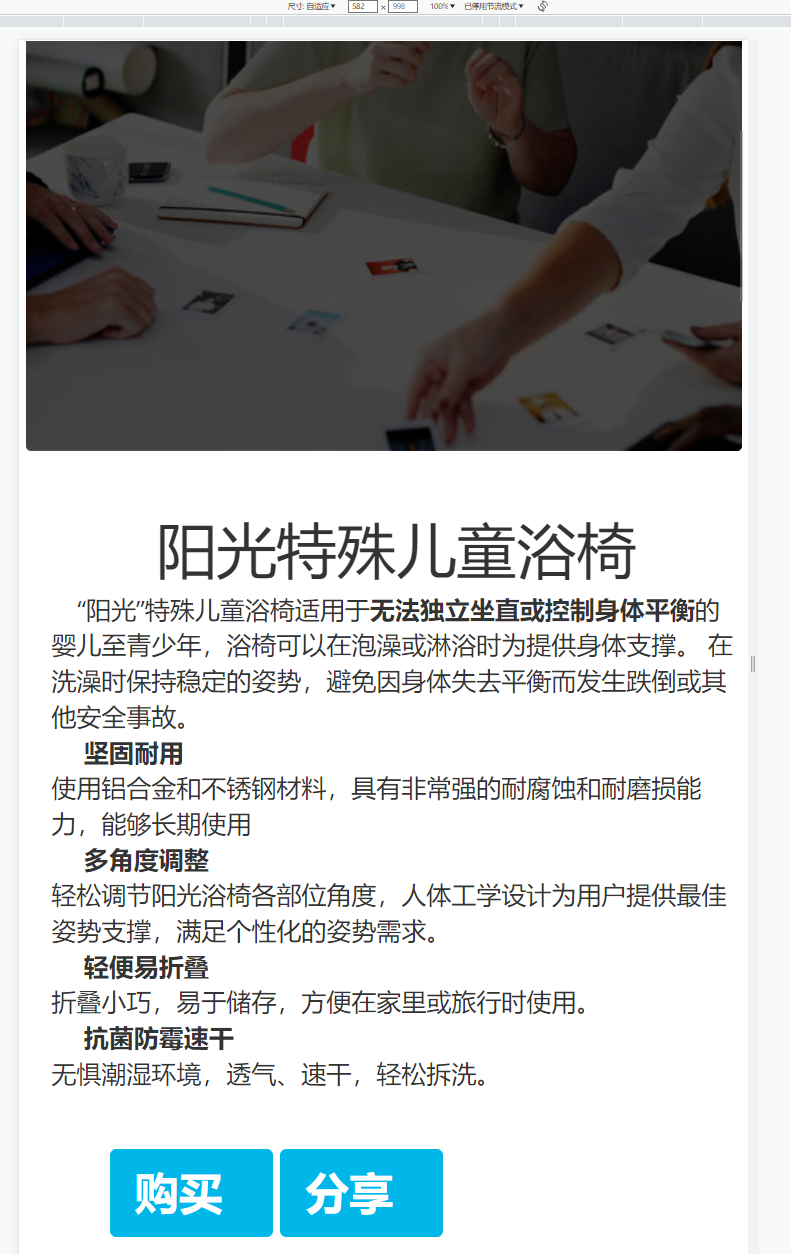 尺寸: 自适应 ▼ 582 × 998 100% ▼ 已停用节流模式 ▼
阳光特殊儿童浴椅
“阳光”特殊儿童浴椅适用于无法独立坐直或控制身体平衡的
婴儿至青少年，浴椅可以在泡澡或淋浴时为提供身体支撑。 在
洗澡时保持稳定的姿势，避免因身体失去平衡而发生跌倒或其
他安全事故。
坚固耐用
使用铝合金和不锈钢材料，具有非常强的耐腐蚀和耐磨损能
力，能够长期使用
多角度调整
轻松调节阳光浴椅各部位角度，人体工学设计为用户提供最佳
姿势支撑，满足个性化的姿势需求。
轻便易折叠
折叠小巧，易于储存，方便在家里或旅行时使用。
抗菌防霉速干
无惧潮湿环境，透气、速干，轻松拆洗。
购买 分享